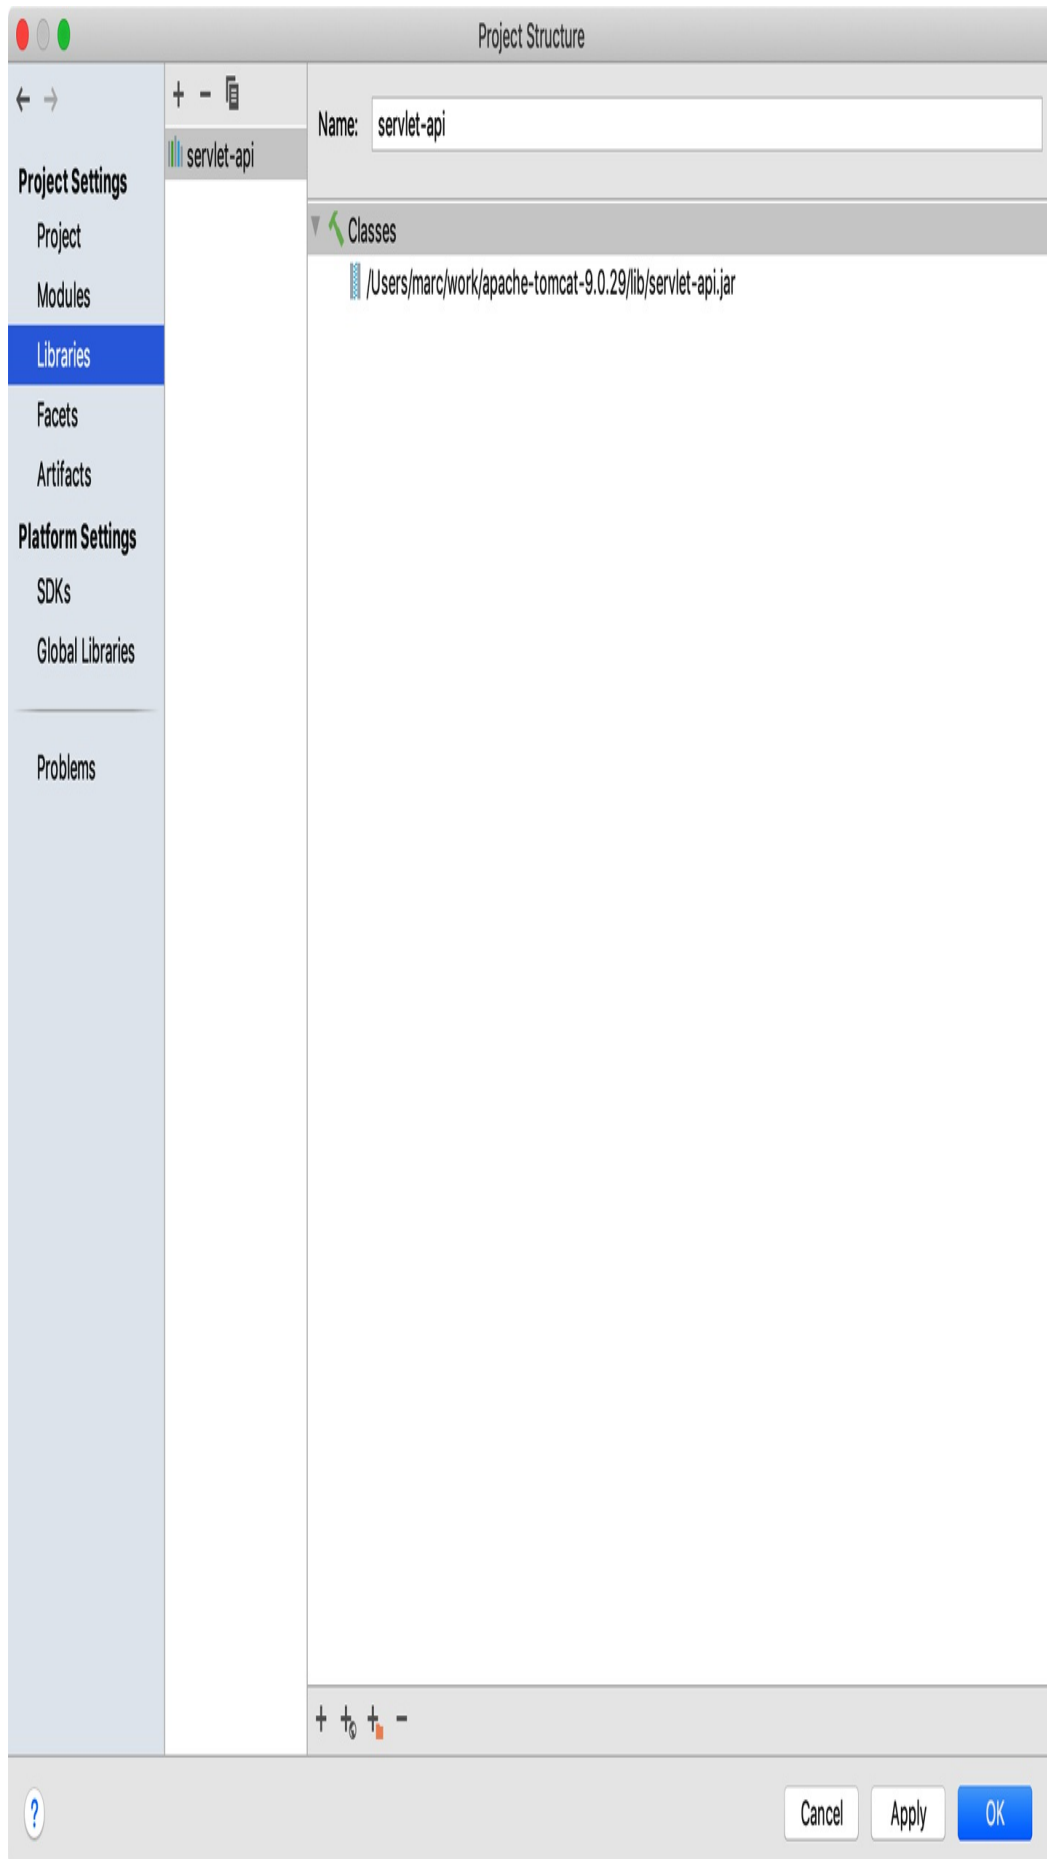 Project Structure
Name: servlet-api
servlet-api
Project Settings
Project
Modules
Libraries
Facets
Artifacts
Platform Settings
SDKs
Global Libraries
Problems
Classes
/Users/marc/work/apache-tomcat-9.0.29/lib/servlet-api.jar
?
Cancel
Apply
OK